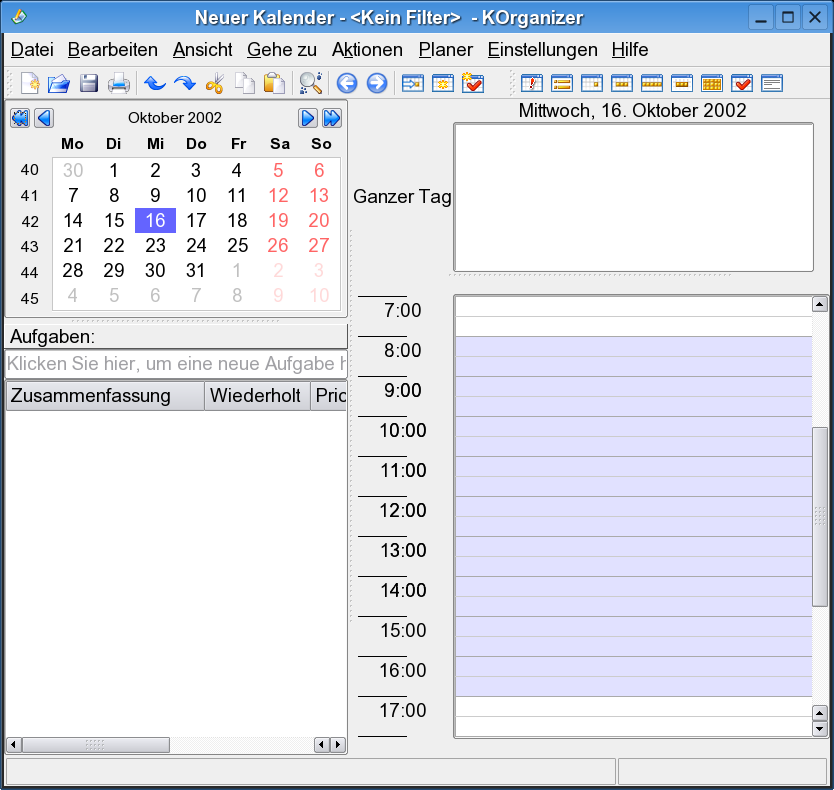 Neuer Kalender - <Kein Filter> - KOrganizer
Datei Bearbeiten Ansicht Gehe zu Aktionen Planer Einstellungen Hilfe
Oktober 2002
Mo Di Mi Do Fr Sa So
40 30 1 2 3 4 5 6
41 7 8 9 10 11 12 13
42 14 15 16 17 18 19 20
43 21 22 23 24 25 26 27
44 28 29 30 31 1 2 3
45 4 5 6 7 8 9 10
Aufgaben:
Klicken Sie hier, um eine neue Aufgabe h
Zusammenfassung Wiederholt Pric
Mittwoch, 16. Oktober 2002
Ganzer Tag
7:00
8:00
9:00
10:00
11:00
12:00
13:00
14:00
15:00
16:00
17:00